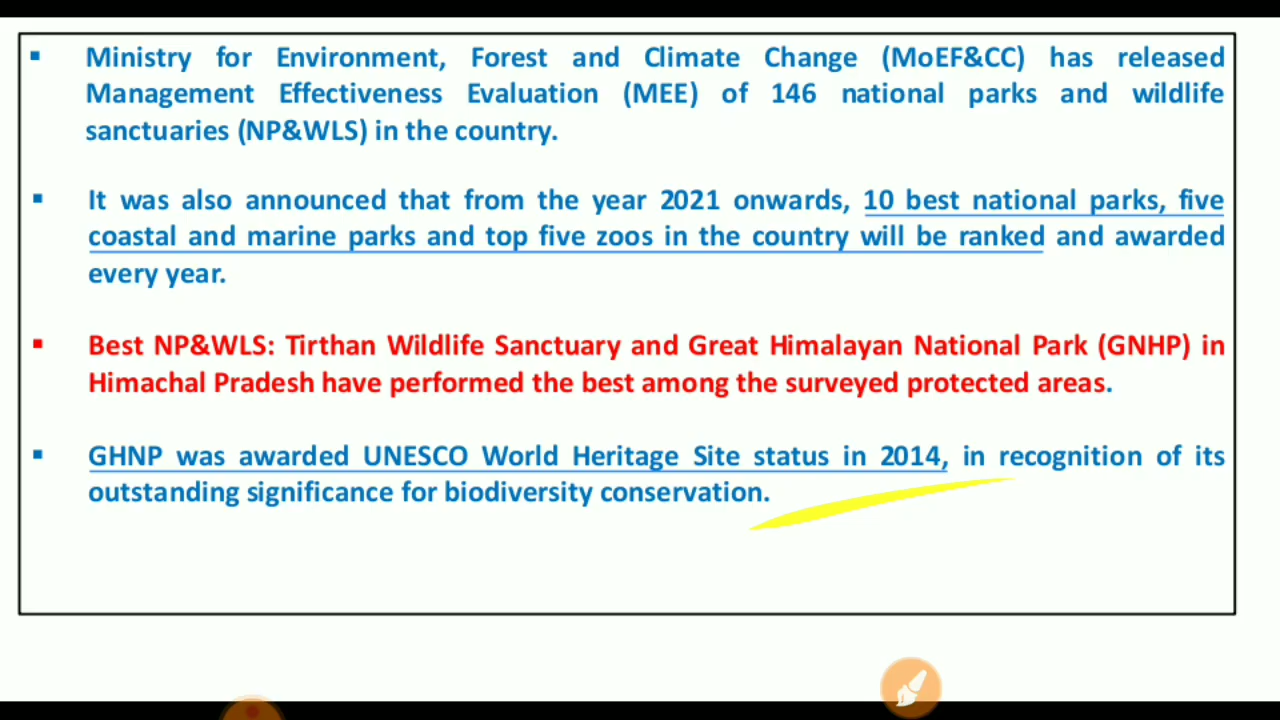 Ministry for Environment, Forest and Climate Change (MoEF&CC) has released
Management Effectiveness Evaluation (MEE) of 146 national parks and wildlife
sanctuaries (NP&WLS) in the country.
It was also announced that from the year 2021 onwards, 10 best national parks, five
coastal and marine parks and top five zoos in the country will be ranked and awarded
every year.
Best NP&WLS: Tirthan Wildlife Sanctuary and Great Himalayan National Park (GNHP) in
Himachal Pradesh have performed the best among the surveyed protected areas.
GHNP was awarded UNESCO World Heritage Site status in 2014, in recognition of its
outstanding significance for biodiversity conservation.